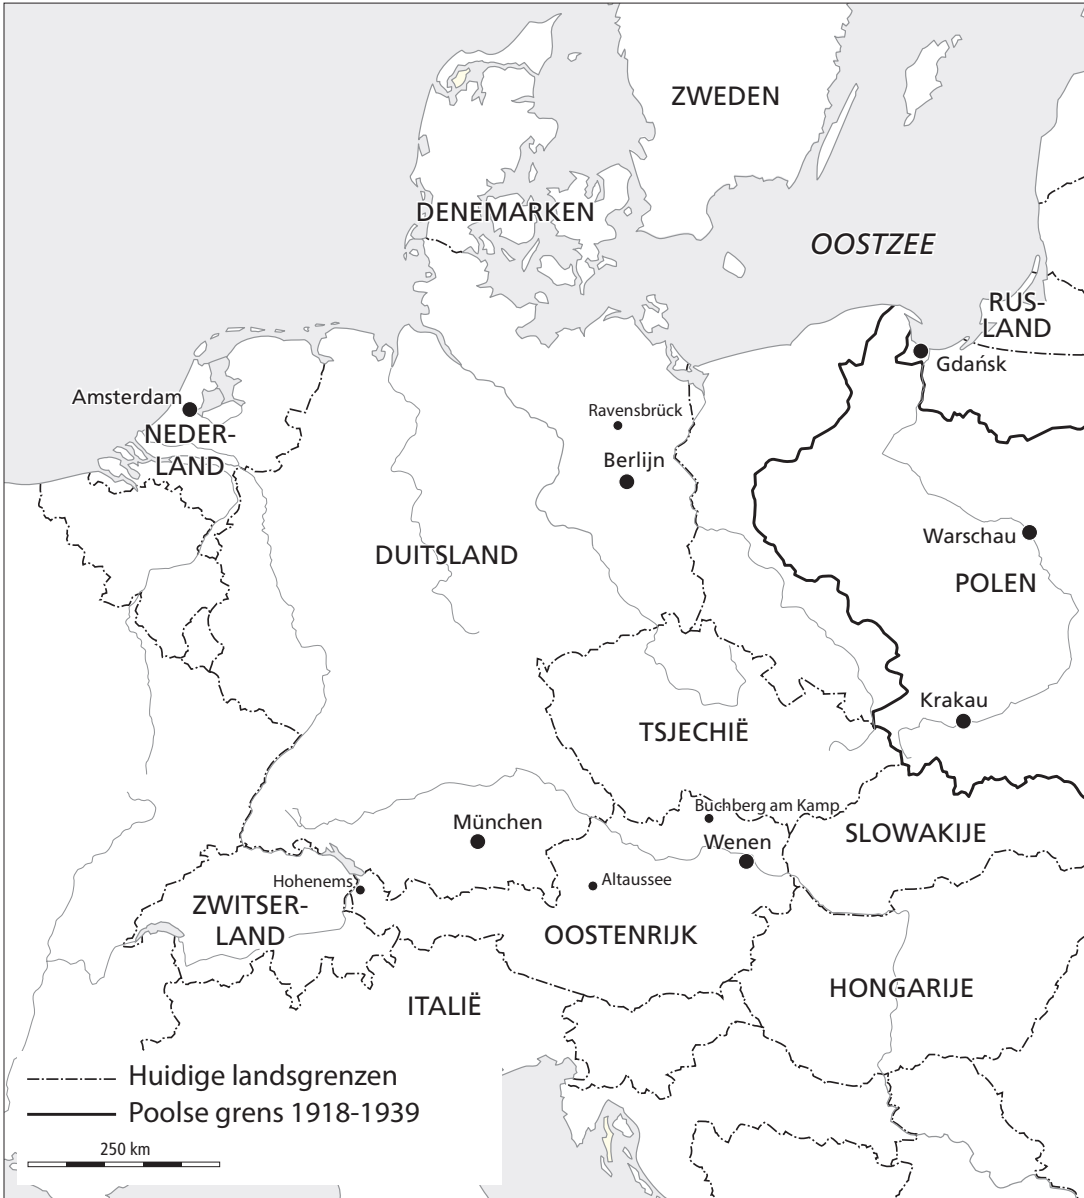 ZWEDEN
DENEMARKEN
OOSTZEE
RUS-
LAND
Gdańsk
Amsterdam
NEDER-
LAND
Ravensbrück
Berlijn
DUITSLAND
Warschau
POLEN
Krakau
TSJECHIË
Buchberg am Kamp
München
Wenen
SLOWAKIJE
Hohenems
Altaussee
ZWITSER-
LAND
OOSTENRIJK
HONGARIJE
ITALIË
Huidige landsgrenzen
Poolse grens 1918-1939
250 km